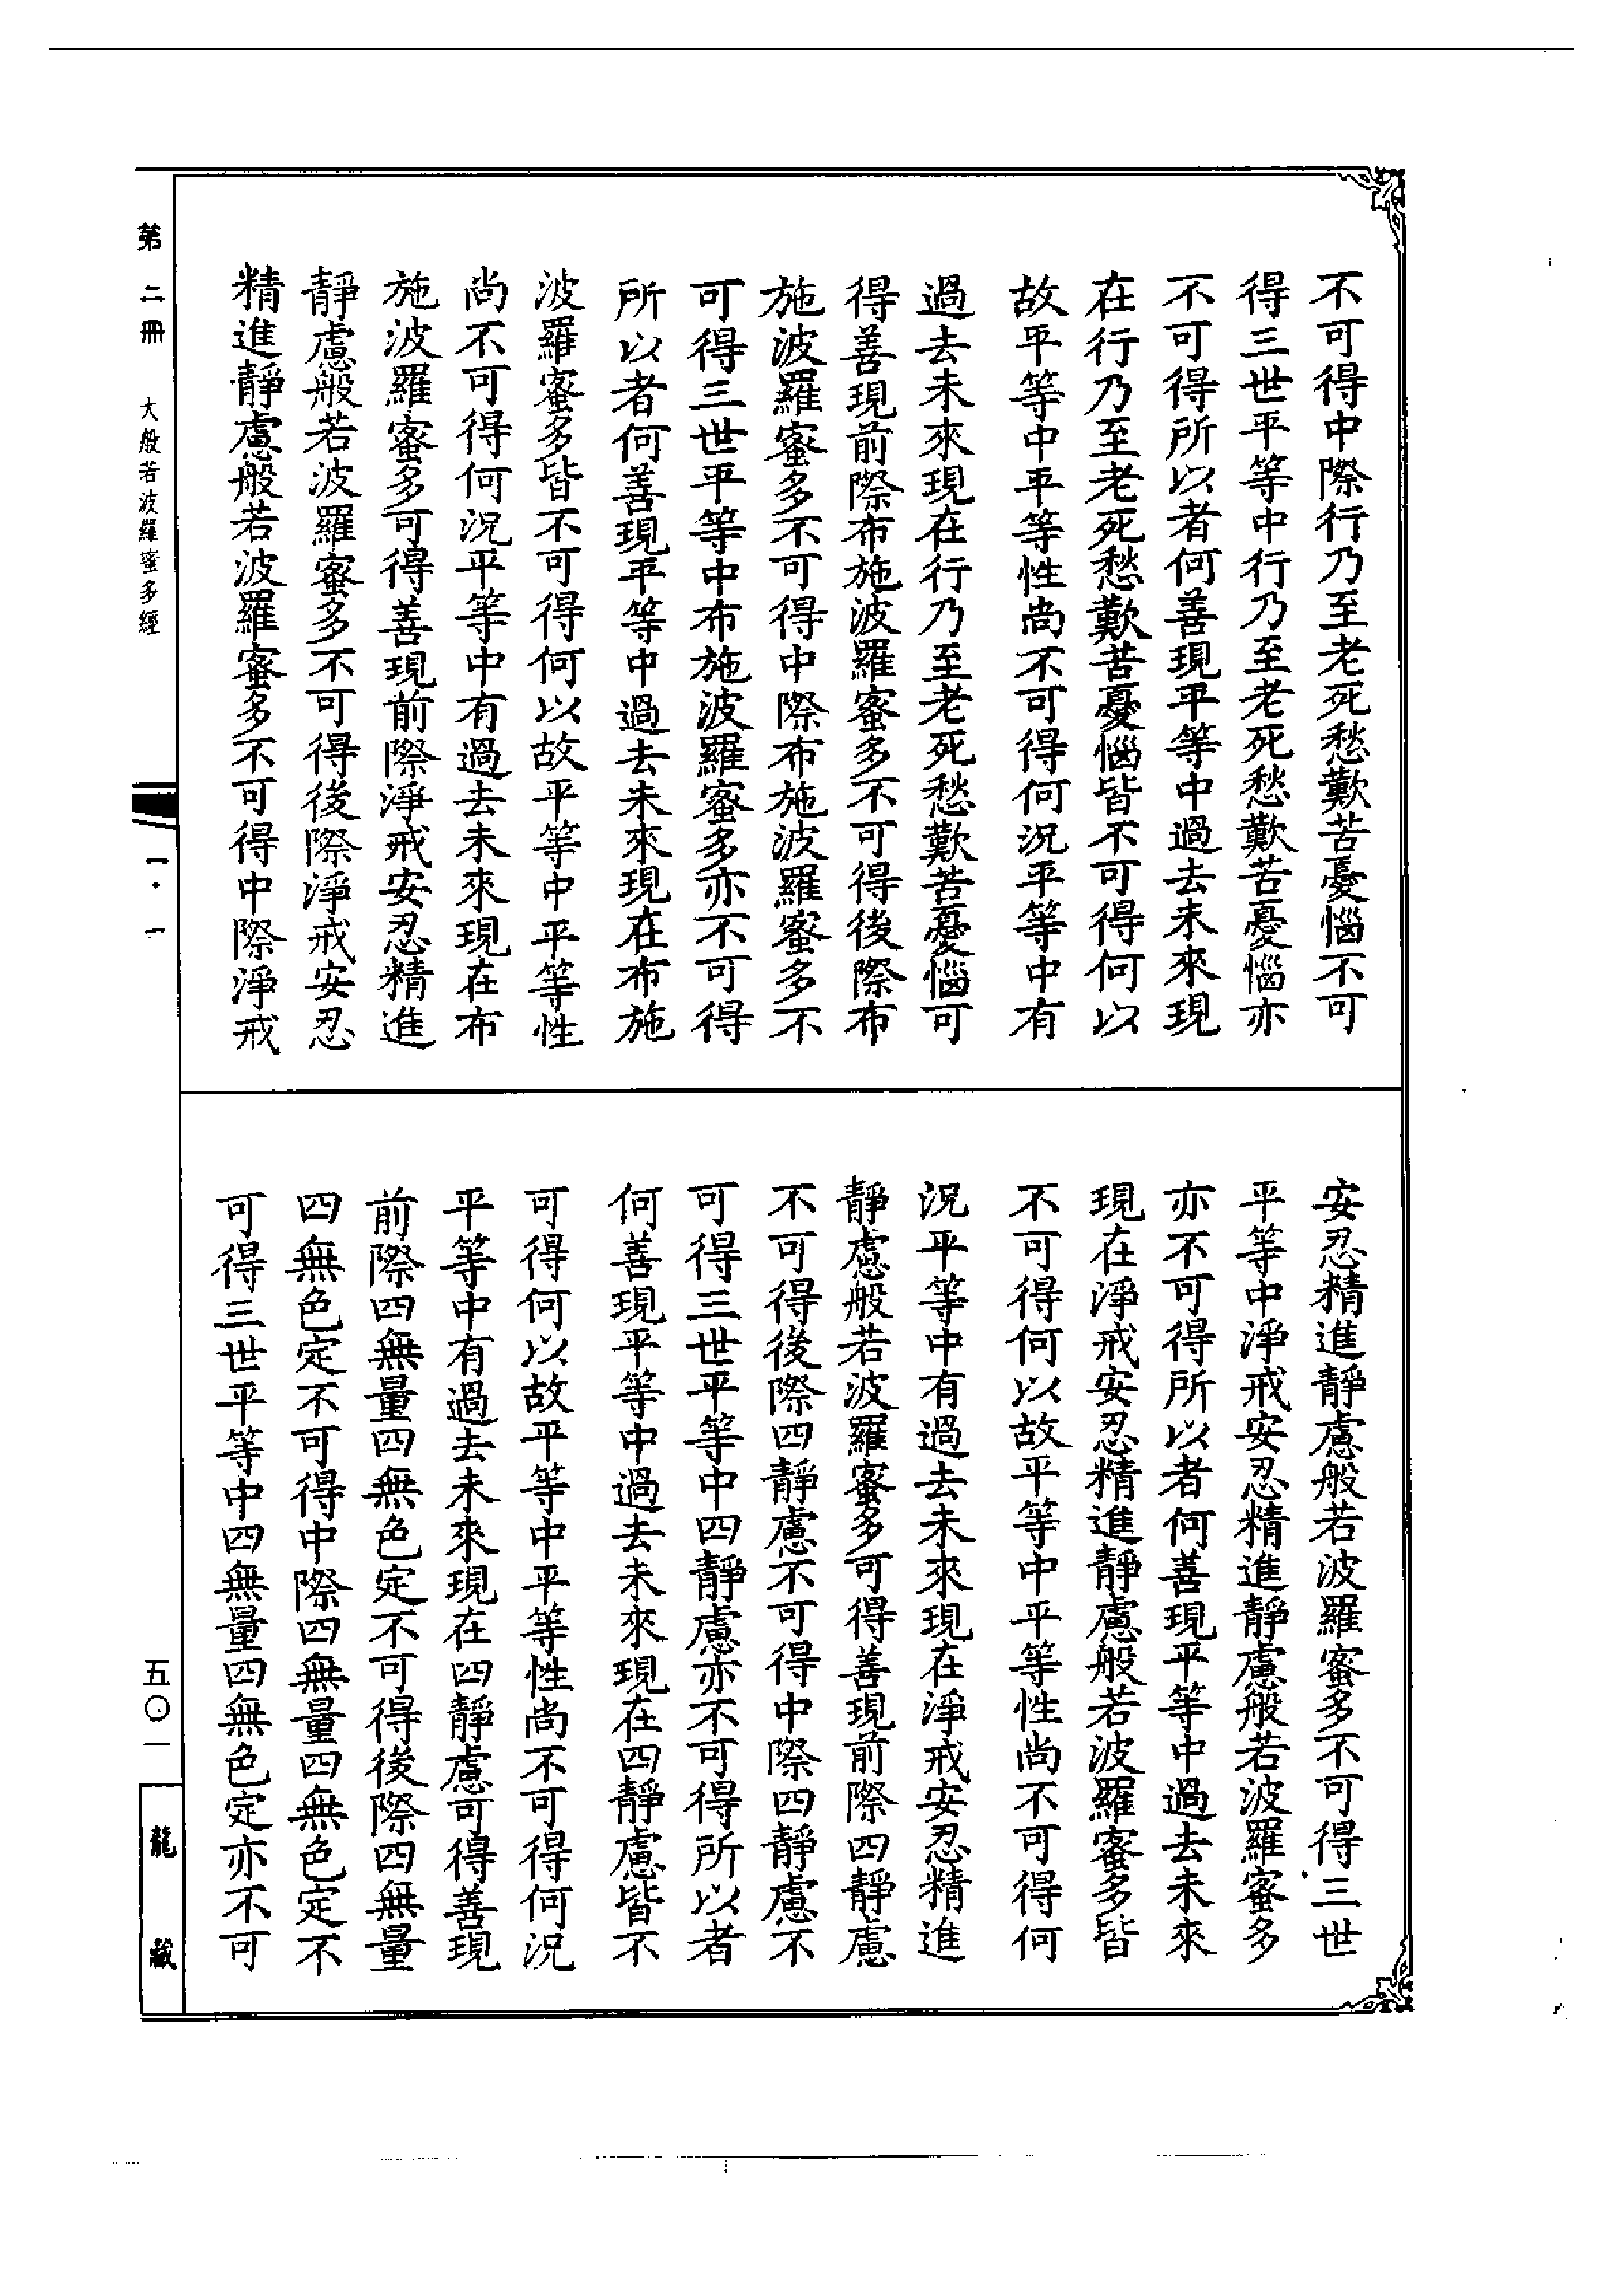 不可得中際行乃至老死愁歎苦憂惱不可
得三世平等中行乃至老死愁歎苦憂惱亦
不可得所以者何善現平等中過去未來現
在行乃至老死愁歎苦憂惱皆不可得何以
故平等中平等性尚不可得何況平等中有
過去未來現在行乃至老死愁歎苦憂惱可
得善現前際布施波羅蜜多不可得後際布
施波羅蜜多不可得中際布施波羅蜜多不
可得三世平等中布施波羅蜜多亦不可得
所以者何善現平等中過去未來現在布施
波羅蜜多皆不可得何以故平等中平等性
尚不可得何況平等中有過去未來現在布
施波羅蜜多可得善現前際淨戒安忍精進
靜慮般若波羅蜜多不可得後際淨戒安忍
精進靜慮般若波羅蜜多不可得中際淨戒
安忍精進靜慮般若波羅蜜多不可得三世
平等中淨戒安忍精進靜慮般若波羅蜜多
亦不可得所以者何善現平等中過去未來
現在淨戒安忍精進靜慮般若波羅蜜多皆
不可得何以故平等中平等性尚不可得何
況平等中有過去未來現在淨戒安忍精進
靜慮般若波羅蜜多可得善現前際四靜慮
不可得後際四靜慮不可得中際四靜慮不
可得三世平等中四靜慮亦不可得所以者
何善現平等中過去未來現在四靜慮皆不
可得何以故平等中平等性尚不可得何況
平等中有過去未來現在四靜慮可得善現
前際四無量四無色定不可得後際四無量
四無色定不可得中際四無量四無色定不
可得三世平等中四無量四無色定亦不可
第二冊 大般若波羅蜜多經 一·一 五〇一 龍藏